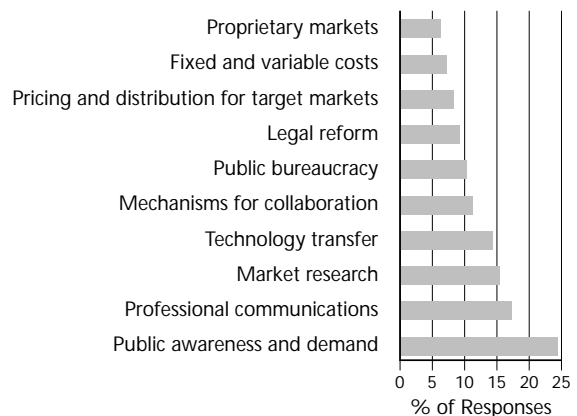 Proprietary markets
Fixed and variable costs
Pricing and distribution for target markets
Legal reform
Public bureaucracy
Mechanisms for collaboration
Technology transfer
Market research
Professional communications
Public awareness and demand
0 5 10 15 20 25
% of Responses